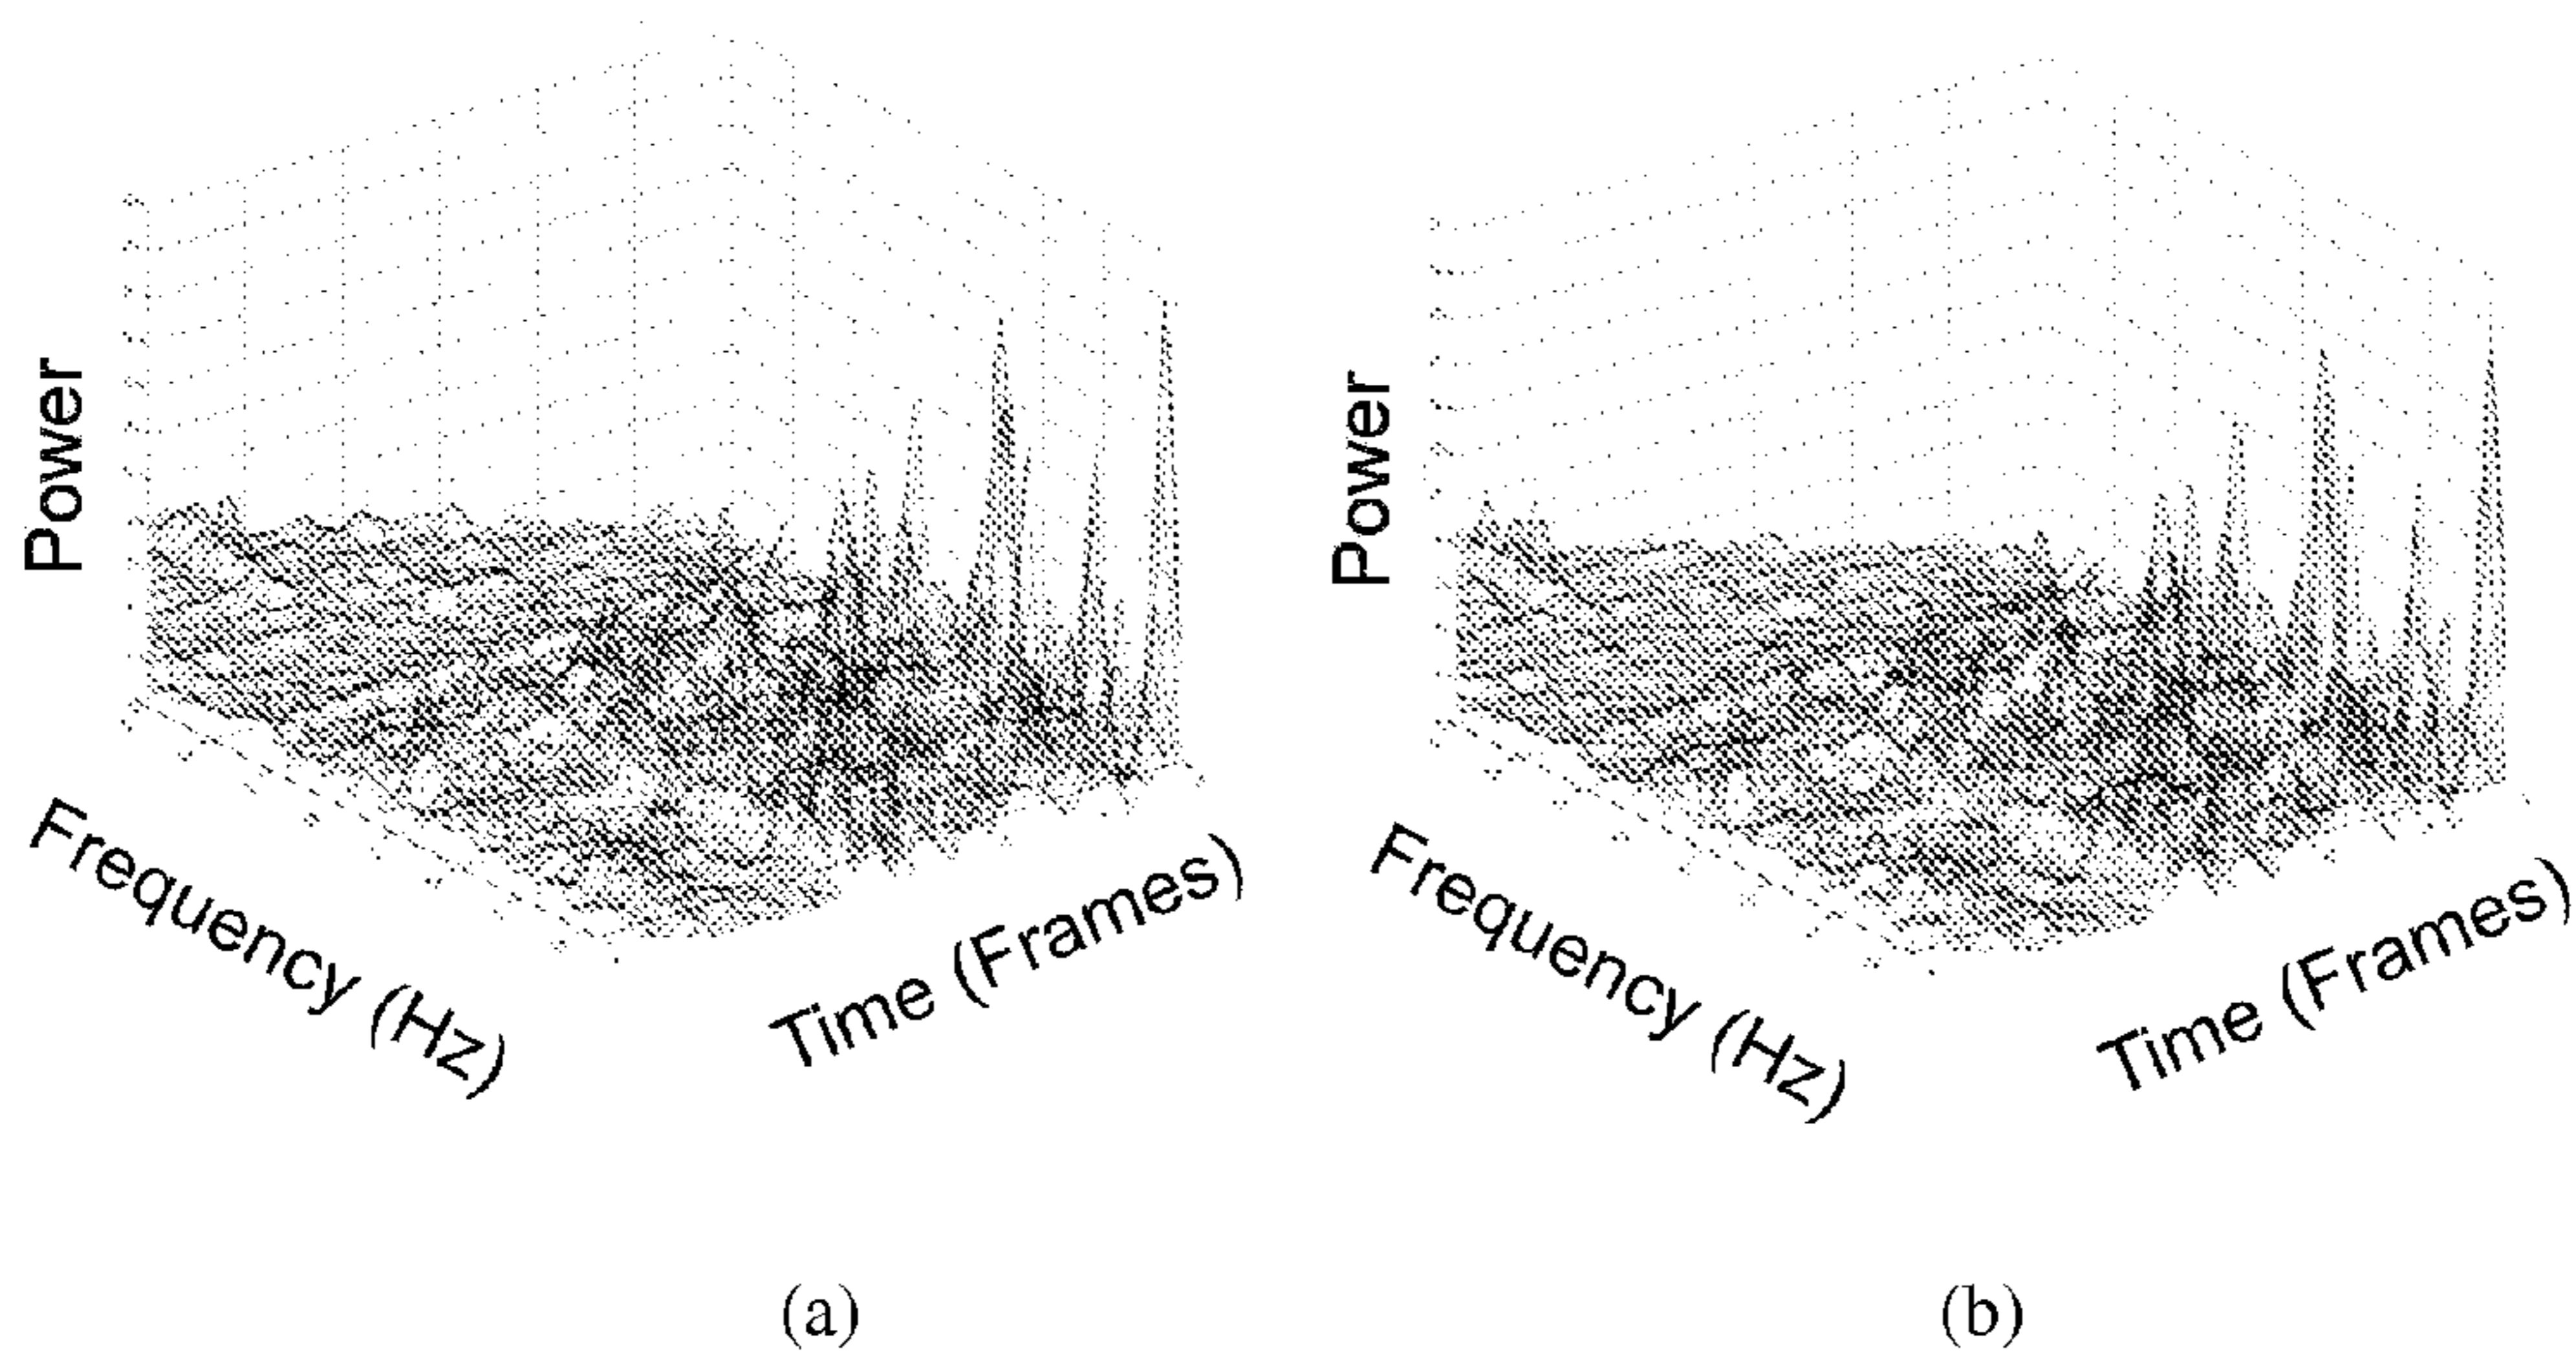 Power
Frequency (Hz)
Time (Frames)
(a)
Power
Frequency (Hz)
Time (Frames)
(b)